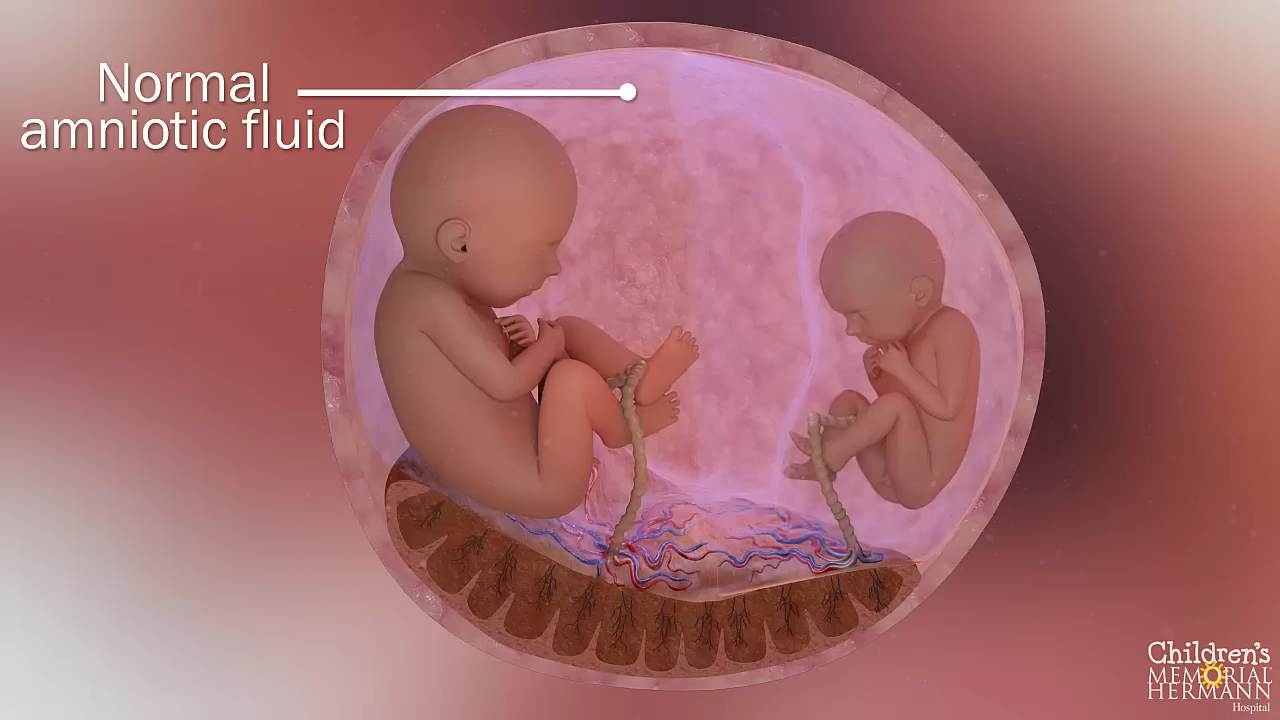 Normal
amniotic fluid
Children's
MEMORIAL
HERMANN
Hospital